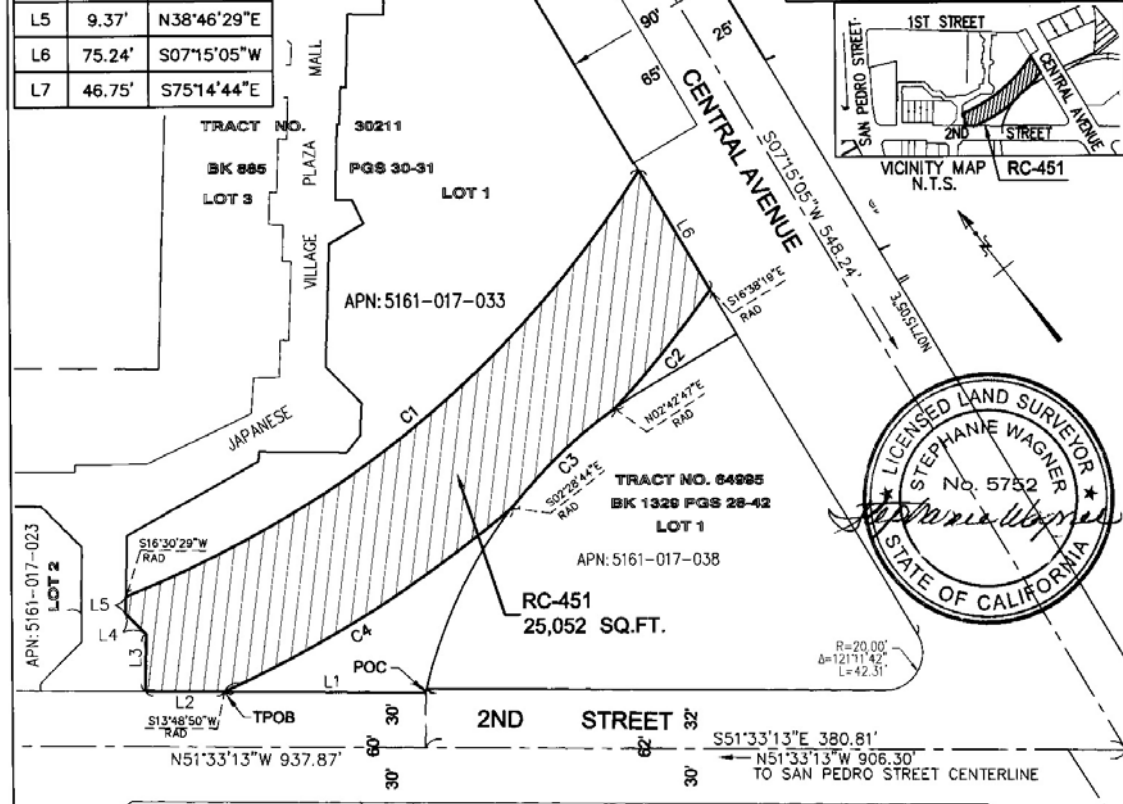 L5 9.37' N38°46'29"E
L6 75.24' S07°15'05"W
L7 46.75' S75°14'44"E
TRACT NO. 30211
BK 885 PGS 30-31
LOT 3
LOT 1
JAPANESE VILLAGE PLAZA MALL
APN: 5161-017-033
90'
65'
25'
CENTRAL AVENUE
S07°15'05"W 548.24'
N07°15'05"E
L6
S16°38'19"E
RAD
C2
N02°42'47"E
RAD
C1
C3
S02°28'44"E
RAD
TRACT NO. 64995
BK 1329 PGS 28-42
LOT 1
APN: 5161-017-038
RC-451
25,052 SQ.FT.
APN: 5161-017-023
LOT 2
S16°30'29"W
RAD
L5
L4
L3
C4
POC
L1
L2
TPOB
S13°48'50"W
RAD
R=20.00'
Δ=121°11'42"
L=42.31'
2ND STREET
30'
60'
30'
32'
62'
30'
N51°33'13"W 937.87'
S51°33'13"E 380.81'
N51°33'13"W 906.30'
TO SAN PEDRO STREET CENTERLINE
1ST STREET
SAN PEDRO STREET
CENTRAL AVENUE
2ND STREET
VICINITY MAP
N.T.S.
RC-451
N
LICENSED LAND SURVEYOR
STEPHANIE WAGNER
No. 5752
Stephanie Wagner
STATE OF CALIFORNIA